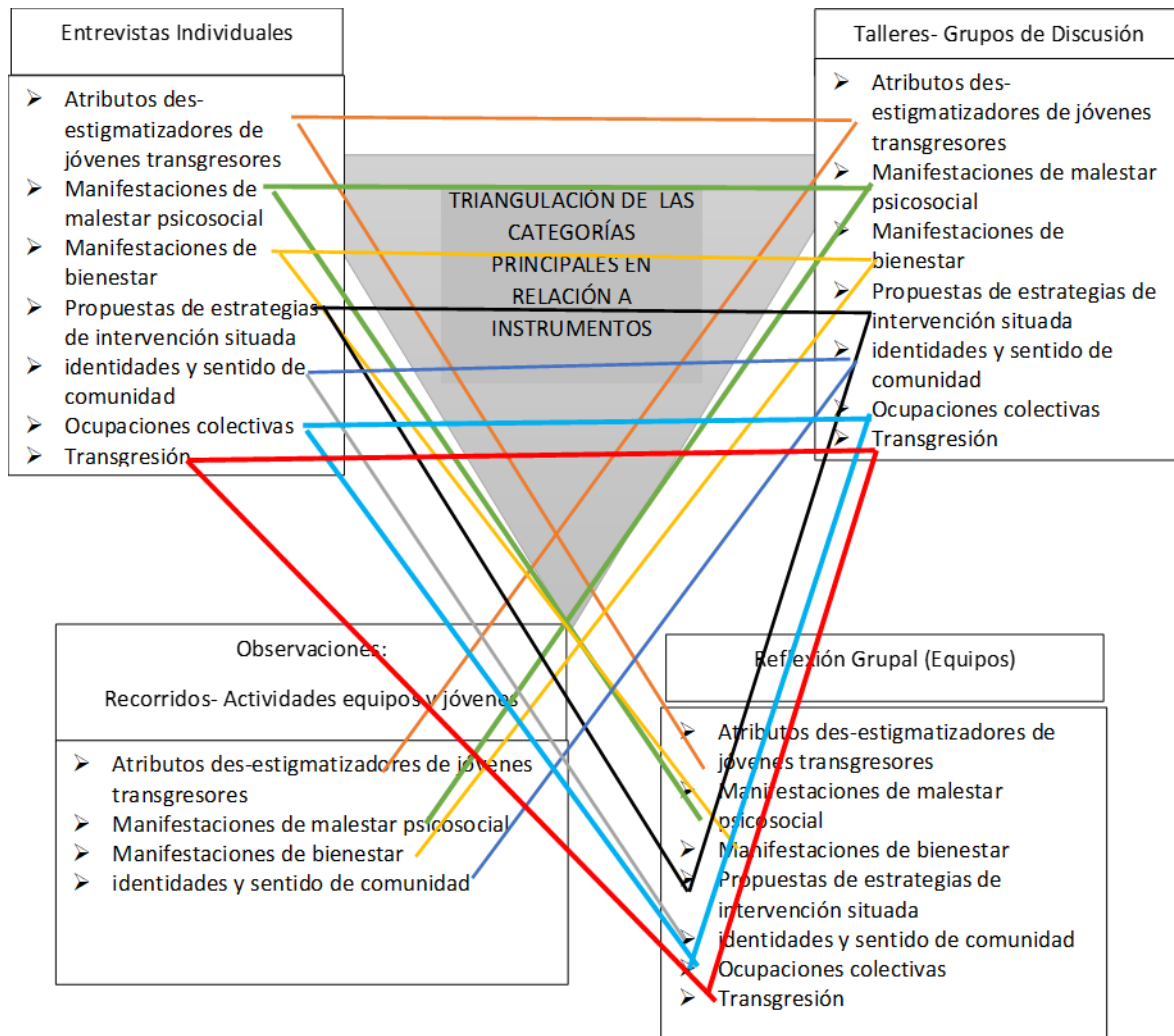 Entrevistas Individuales
➢ Atributos des-
estigmatizadores de
jóvenes transgresores
➢ Manifestaciones de
malestar psicosocial
➢ Manifestaciones de
bienestar
➢ Propuestas de estrategias
de intervención situada
➢ identidades y sentido de
comunidad
➢ Ocupaciones colectivas
➢ Transgresión
Talleres- Grupos de Discusión
➢ Atributos des-
estigmatizadores de jóvenes
transgresores
➢ Manifestaciones de malestar
psicosocial
➢ Manifestaciones de
bienestar
➢ Propuestas de estrategias de
intervención situada
➢ identidades y sentido de
comunidad
➢ Ocupaciones colectivas
➢ Transgresión
TRIANGULACIÓN DE LAS
CATEGORÍAS
PRINCIPALES EN
RELACIÓN A
INSTRUMENTOS
Observaciones:
Recorridos- Actividades equipos y jóvenes
➢ Atributos des-estigmatizadores de jóvenes
transgresores
➢ Manifestaciones de malestar psicosocial
➢ Manifestaciones de bienestar
➢ identidades y sentido de comunidad
Reflexión Grupal (Equipos)
➢ Atributos des-estigmatizadores de
jóvenes transgresores
➢ Manifestaciones de malestar
psicosocial
➢ Manifestaciones de bienestar
➢ Propuestas de estrategias de
intervención situada
➢ identidades y sentido de comunidad
➢ Ocupaciones colectivas
➢ Transgresión